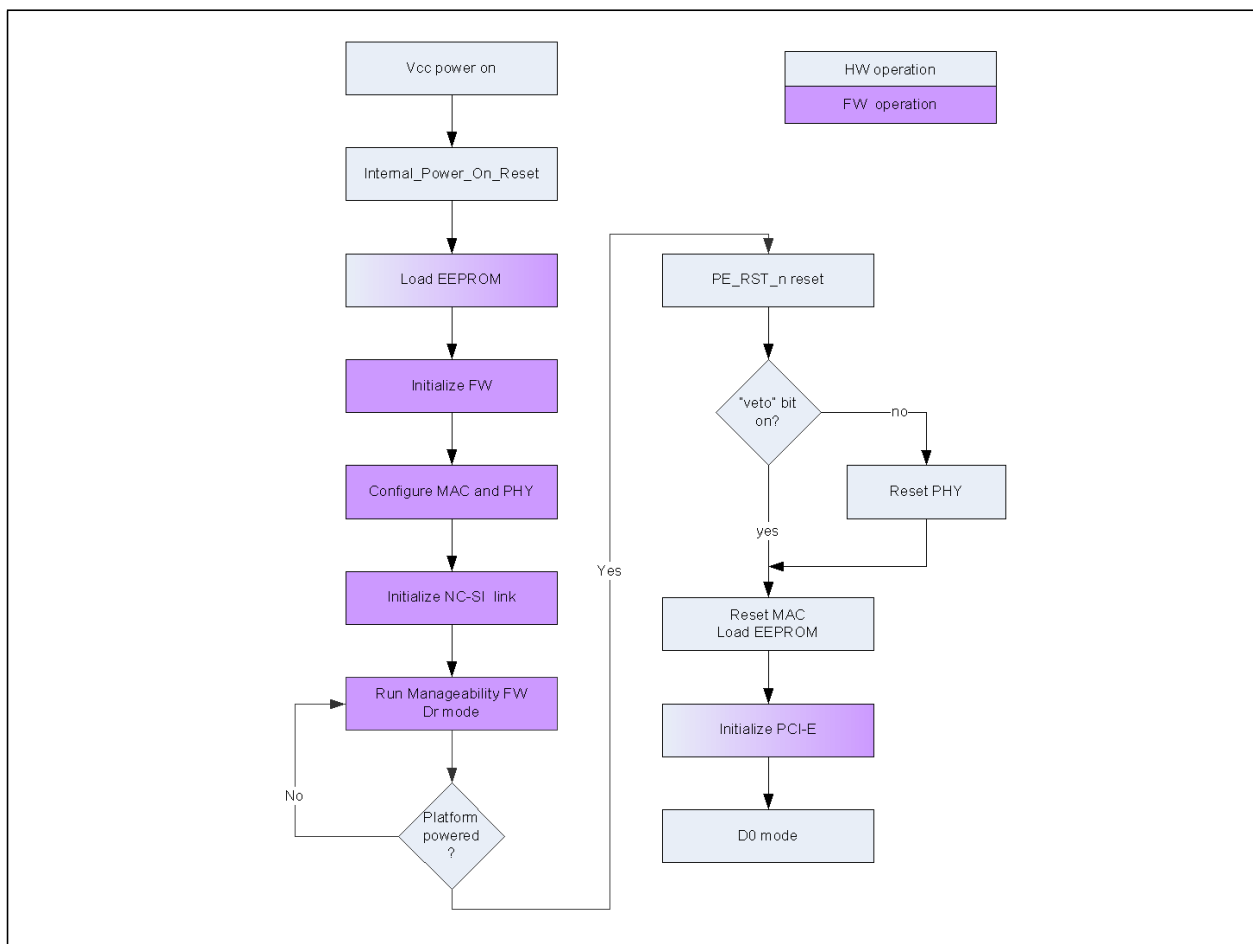 Vcc power on
HW operation
FW operation
Internal_Power_On_Reset
Load EEPROM
Initialize FW
Configure MAC and PHY
Initialize NC-SI link
Run Manageability FW
Dr mode
No
Platform
powered
?
Yes
PE_RST_n reset
"veto" bit
on?
no
Reset PHY
yes
Reset MAC
Load EEPROM
Initialize PCI-E
D0 mode